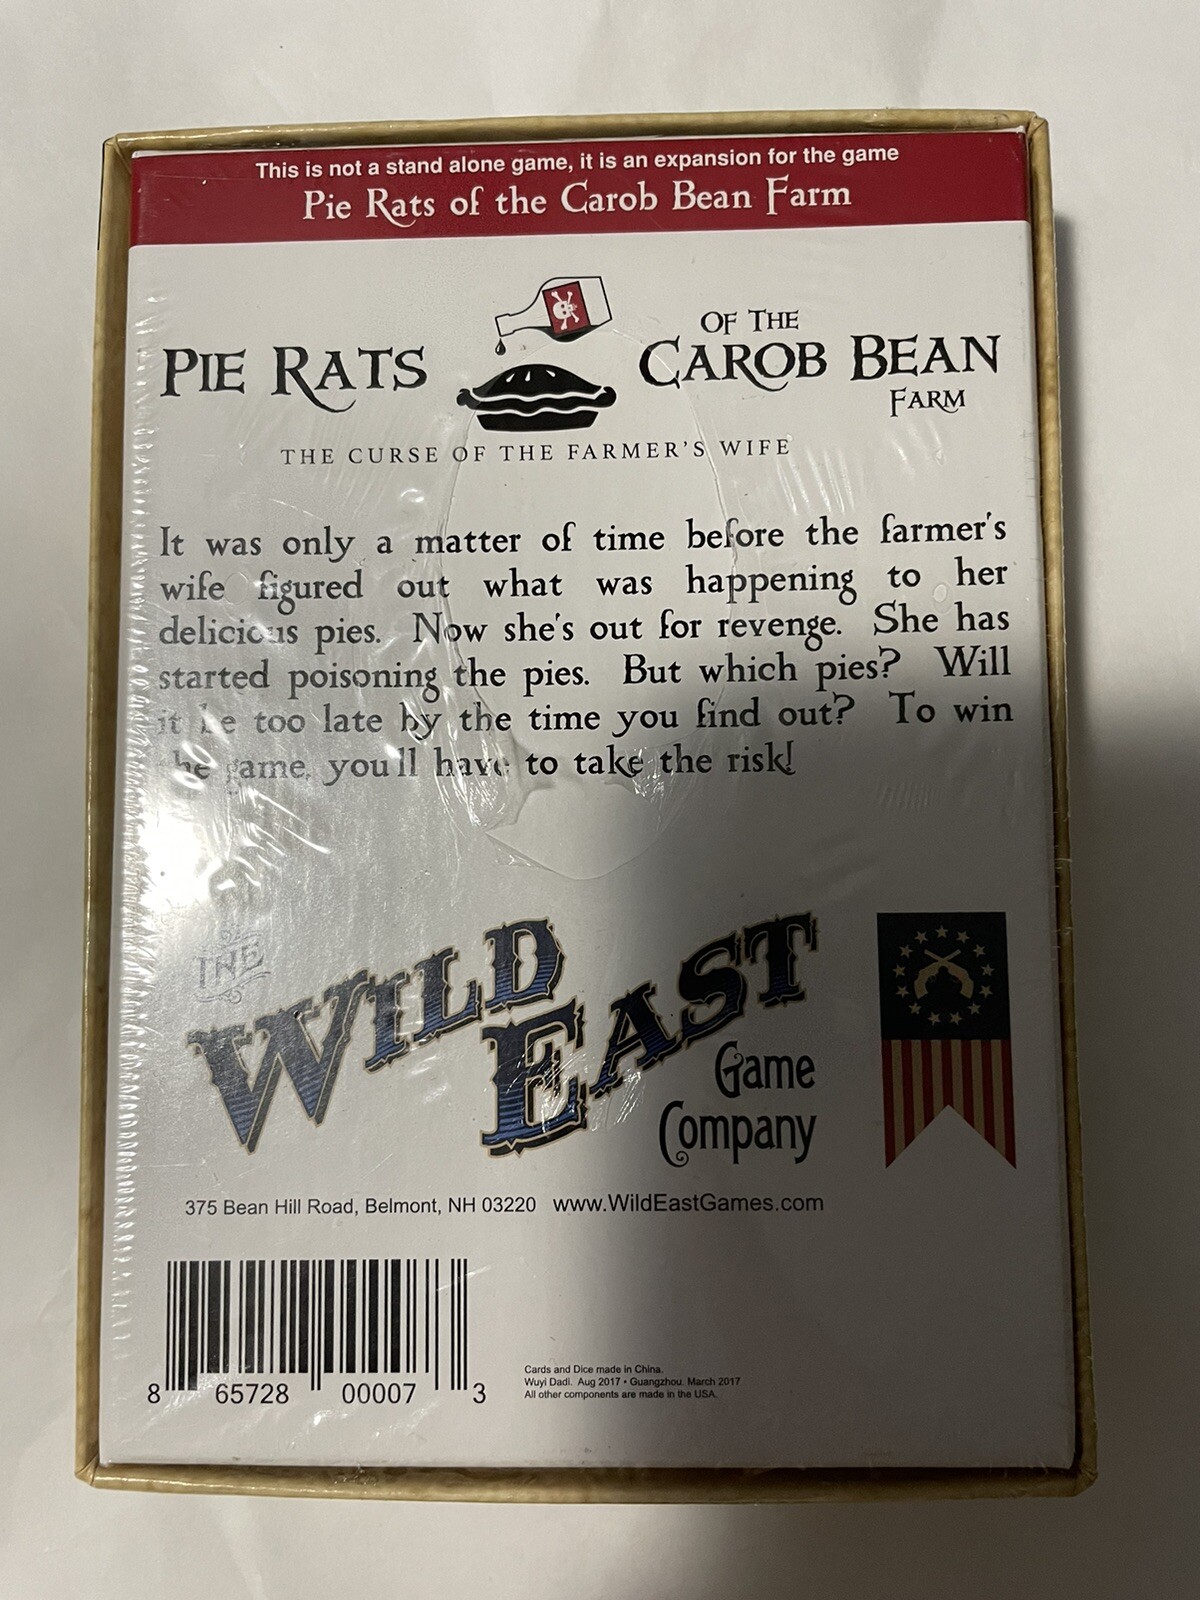 This is not a stand alone game, it is an expansion for the game
Pie Rats of the Carob Bean Farm
PIE RATS
OF THE
CAROB BEAN
FARM
THE CURSE OF THE FARMER'S WIFE
It was only a matter of time before the farmer's
wife figured out what was happening to her
delicious pies. Now she's out for revenge. She has
started poisoning the pies. But which pies? Will
it be too late by the time you find out? To win
the game, you'll have to take the risk!
THE
WILD EAST
Game
Company
375 Bean Hill Road, Belmont, NH 03220 www.WildEastGames.com
8 65728 00007 3
Cards and Dice made in China.
Wuyi Dadi. Aug 2017 • Guangzhou. March 2017
All other components are made in the USA.